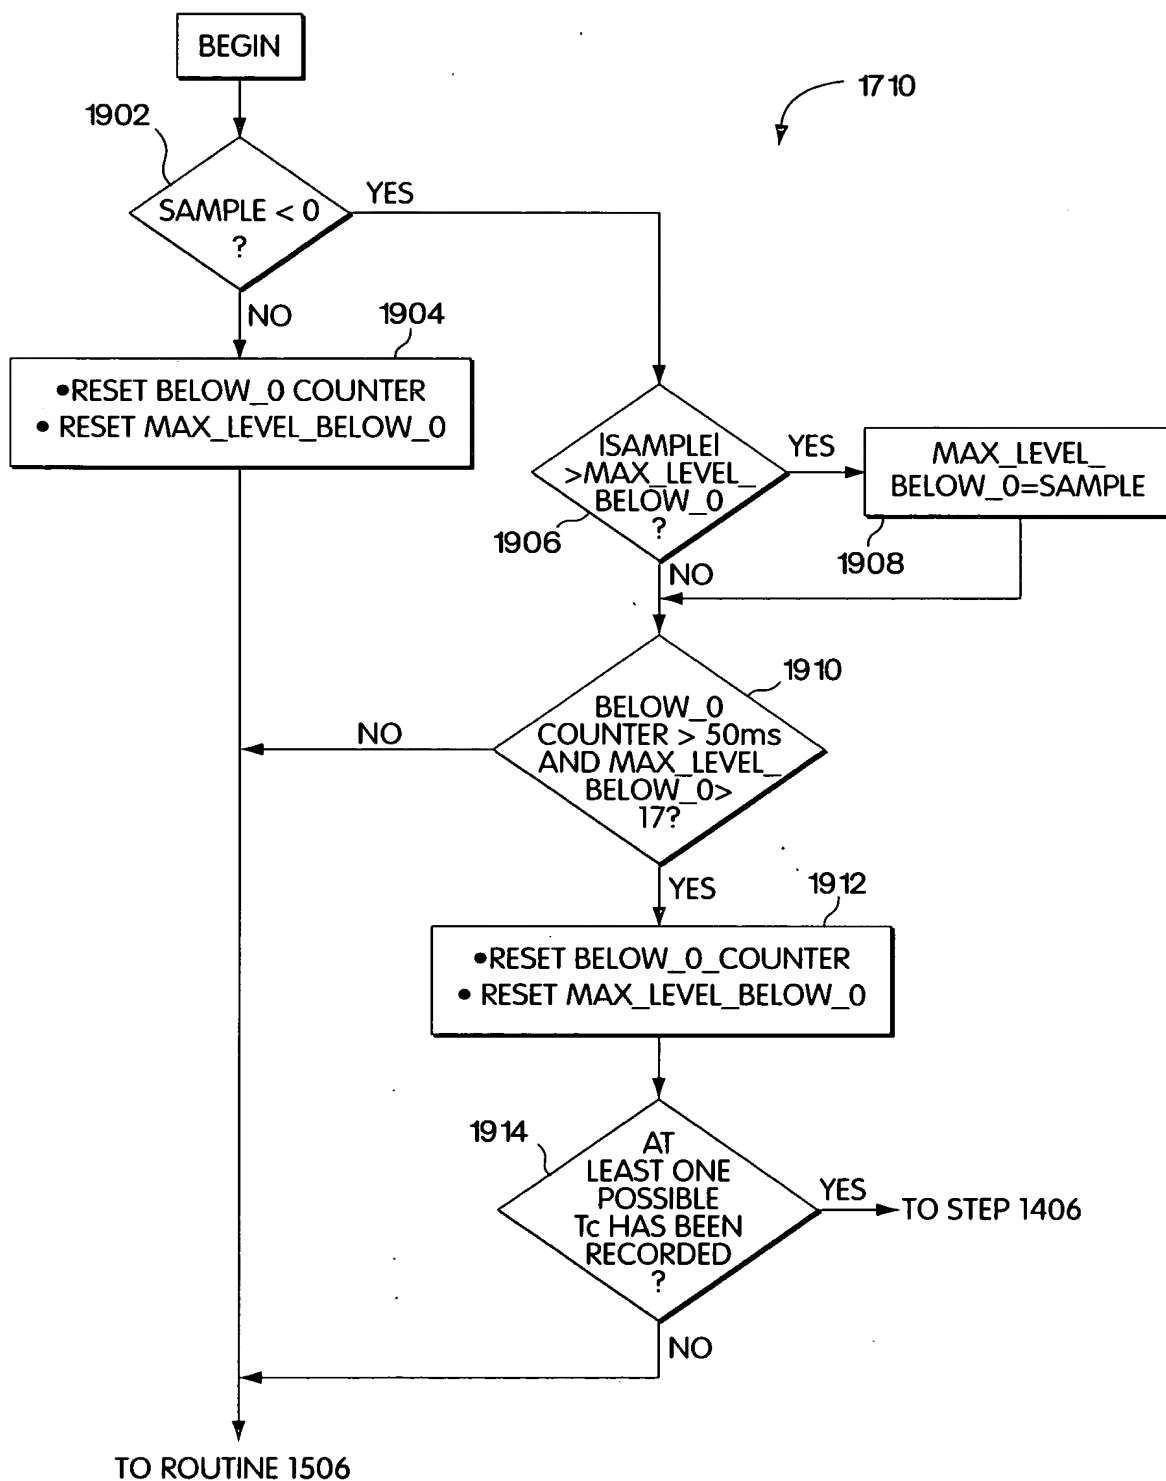 BEGIN
1710
1902
SAMPLE < 0
?
YES
NO
1904
•RESET BELOW_0 COUNTER
• RESET MAX_LEVEL_BELOW_0
|SAMPLE|
>MAX_LEVEL_
BELOW_0
?
YES
1906
NO
MAX_LEVEL_
BELOW_0=SAMPLE
1908
1910
BELOW_0
COUNTER > 50ms
AND MAX_LEVEL_
BELOW_0>
17?
NO
YES
1912
•RESET BELOW_0_COUNTER
• RESET MAX_LEVEL_BELOW_0
1914
AT
LEAST ONE
POSSIBLE
Tc HAS BEEN
RECORDED
?
YES
TO STEP 1406
NO
TO ROUTINE 1506